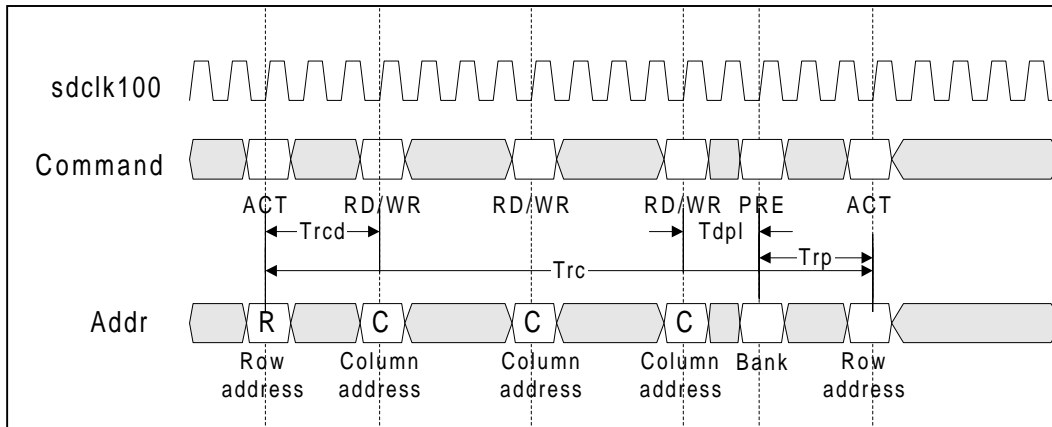 sdclk100
Command
ACT RD/WR RD/WR RD/WR PRE ACT
Trcd Tdpl
Trp
Trc
Addr R C C C
Row Column Column Column Bank Row
address address address address address